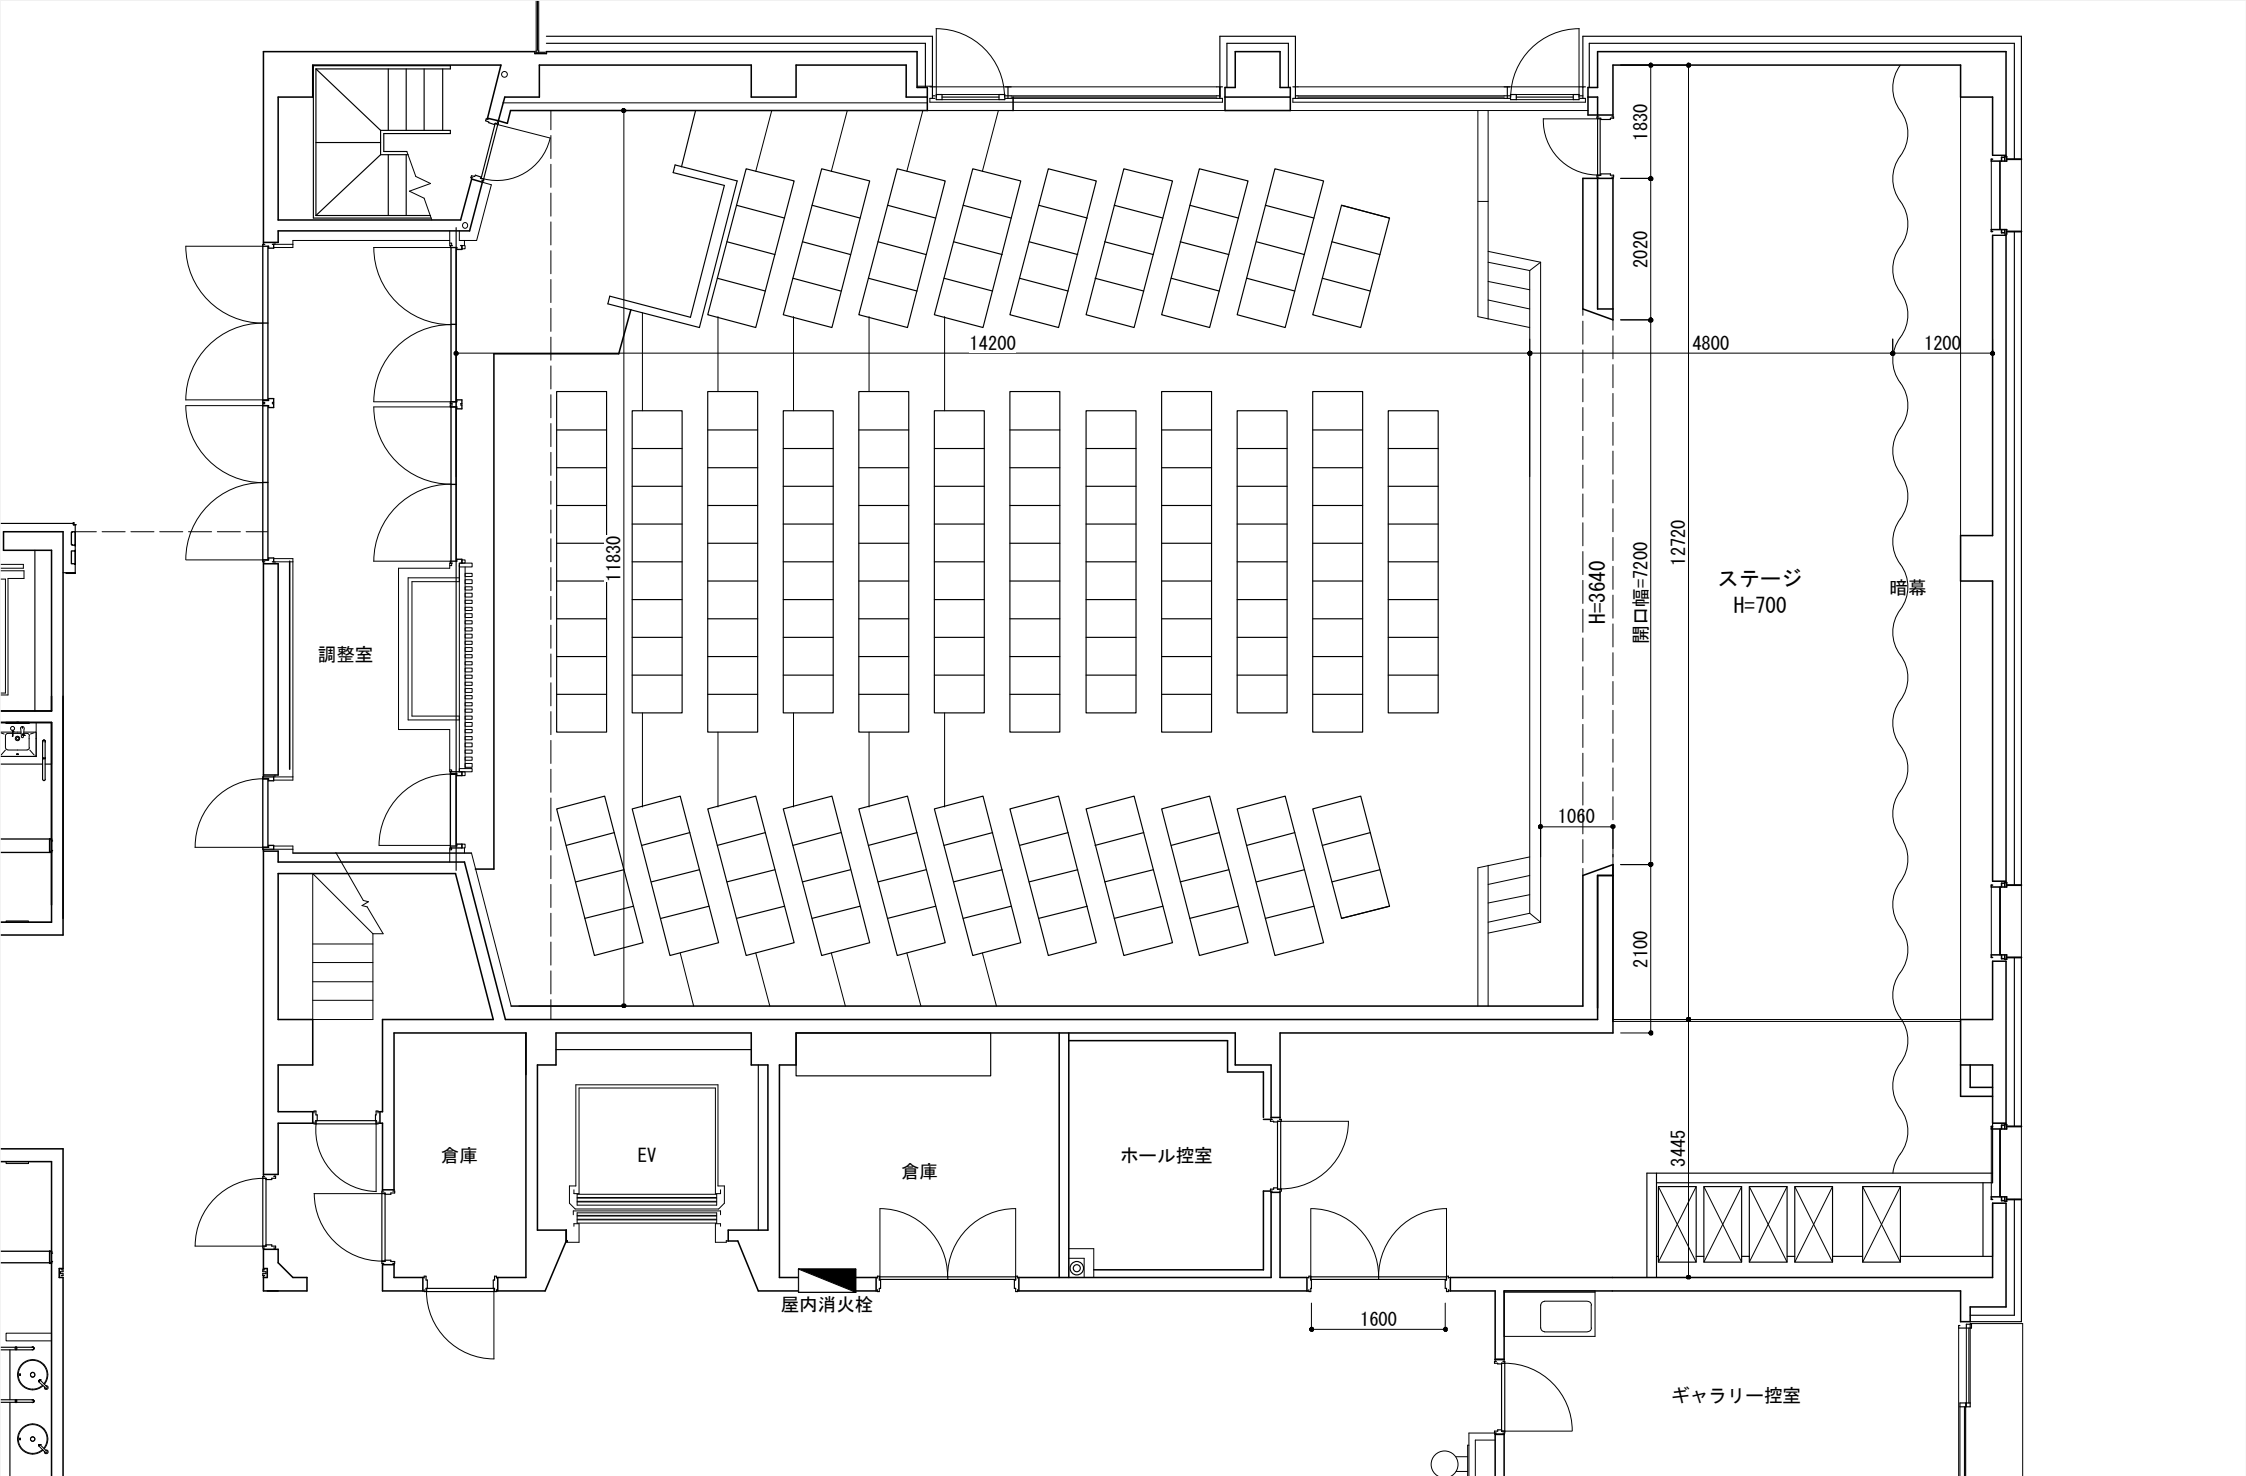 1830
2020
14200
4800
1200
11830
H=3640
開口幅=7200
12720
ステージ
H=700
暗幕
調整室
1060
2100
3445
倉庫
EV
倉庫
ホール控室
屋内消火栓
1600
ギャラリー控室